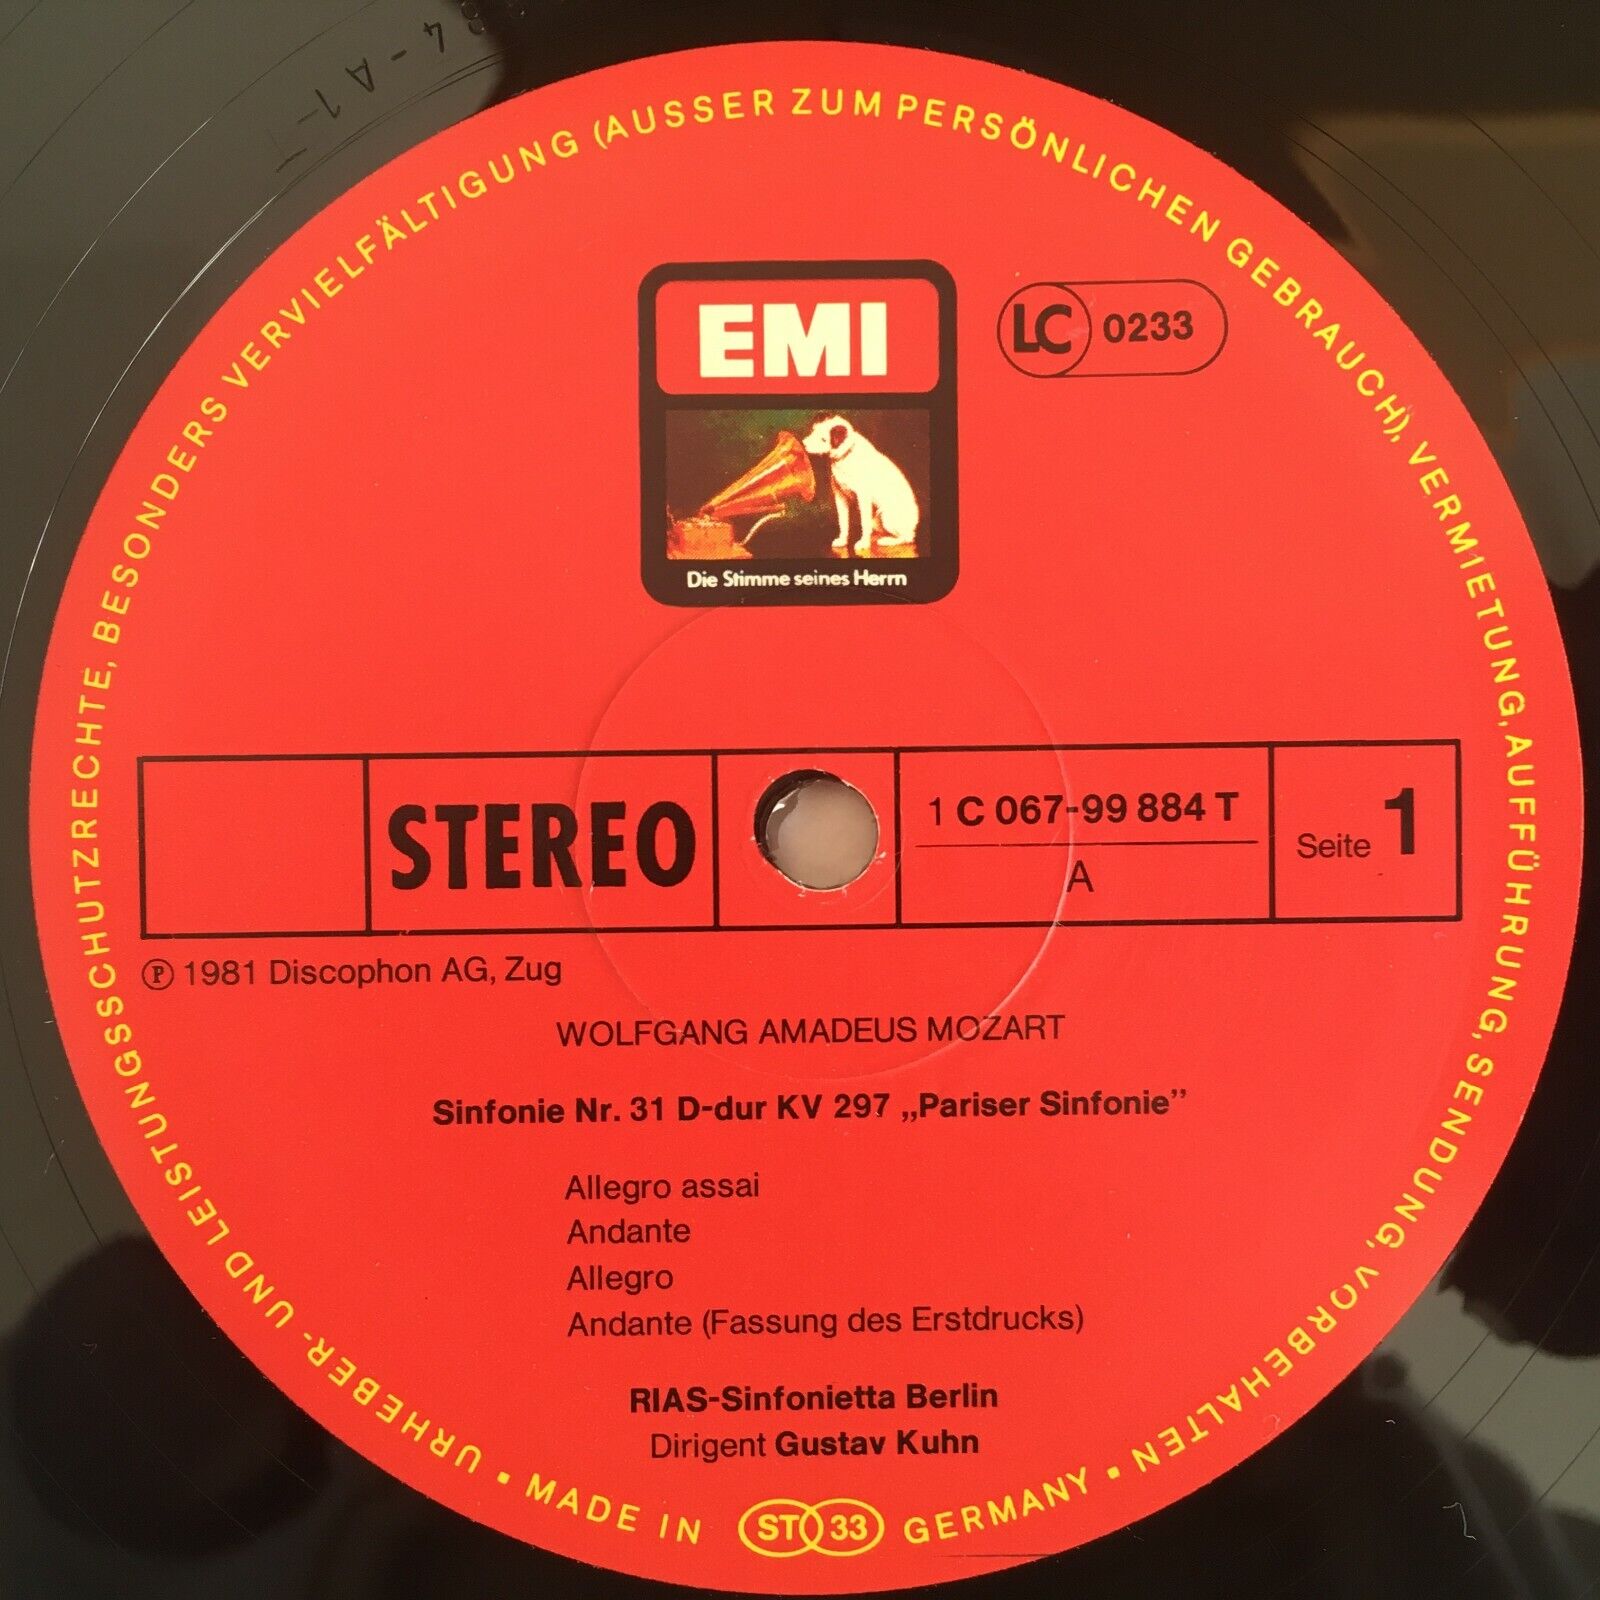 URHEBER- UND LEISTUNGSSCHUTZRECHTE, BESONDERS VERVIELFÄLTIGUNG (AUSSER ZUM PERSÖNLICHEN GEBRAUCH), VERMIETUNG, AUFFÜHRUNG, SENDUNG, VORBEHALTEN
EMI
Die Stimme seines Herrn
LC 0233
STEREO
1 C 067-99 884 T
A
Seite 1
℗ 1981 Discophon AG, Zug
WOLFGANG AMADEUS MOZART
Sinfonie Nr. 31 D-dur KV 297 „Pariser Sinfonie”
Allegro assai
Andante
Allegro
Andante (Fassung des Erstdrucks)
RIAS-Sinfonietta Berlin
Dirigent Gustav Kuhn
• MADE IN ST 33 GERMANY •